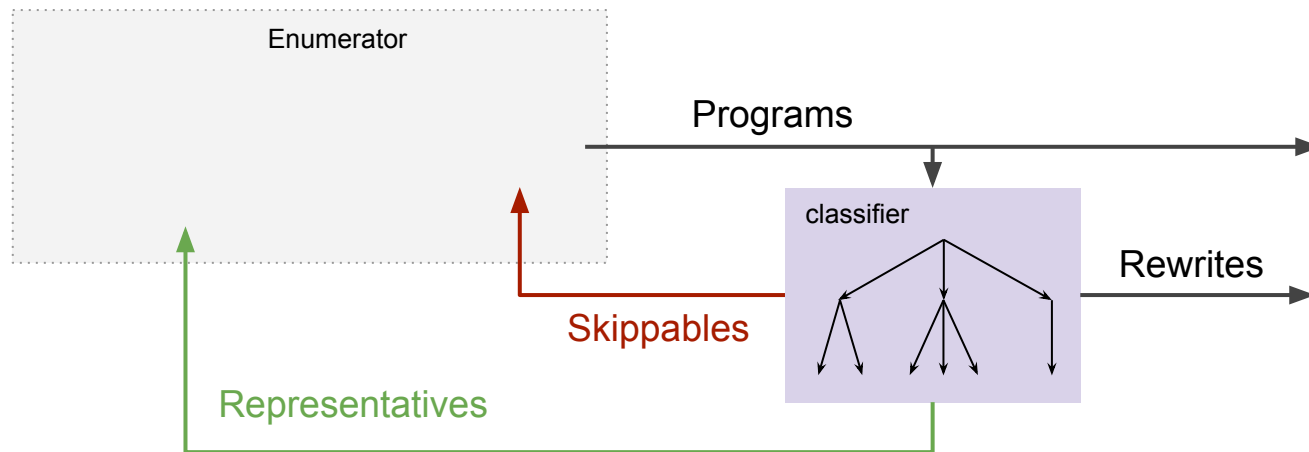 Enumerator
Programs
classifier
Rewrites
Skippables
Representatives